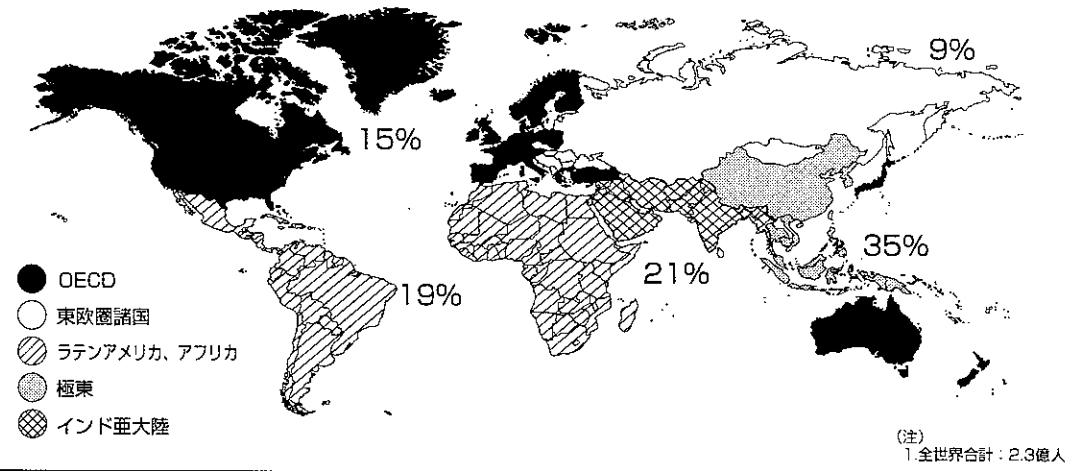 9%
15%
35%
21%
19%
OECD
東欧圏諸国
ラテンアメリカ、アフリカ
極東
インド亜大陸
(注)
1.全世界合計：2.3億人